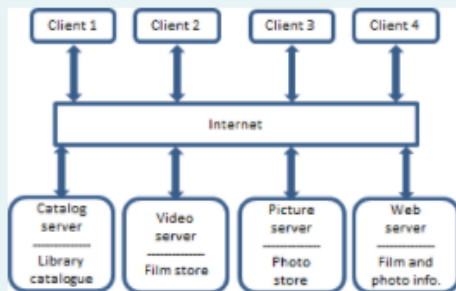 Client 1
Client 2
Client 3
Client 4
Internet
Catalog
server
--------------
Library
catalogue
Video
server
--------------
Film store
Picture
server
--------------
Photo
store
Web
server
--------------
Film and
photo info.